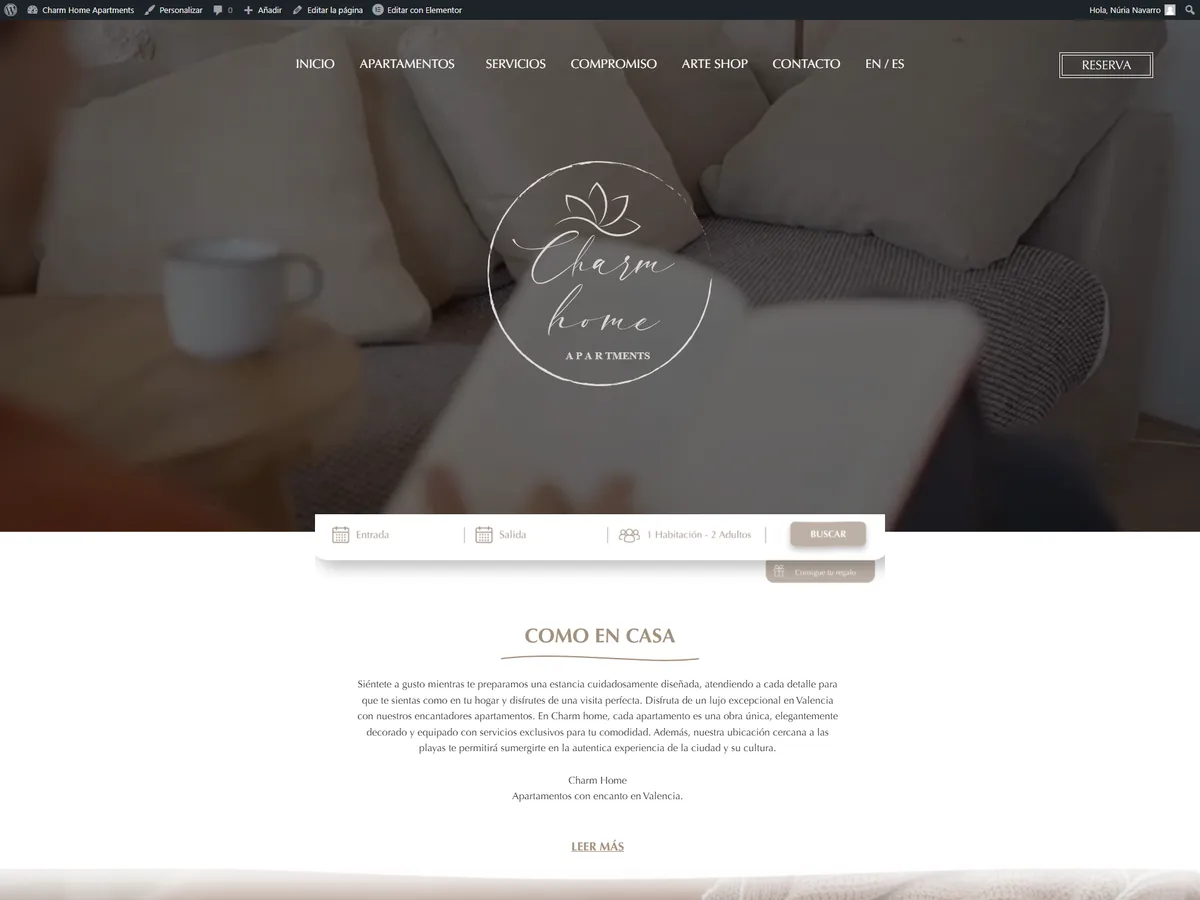 Charm Home Apartments Personalizar 0 Añadir Editar la página Editar con Elementor Hola, Núria Navarro
INICIO APARTAMENTOS SERVICIOS COMPROMISO ARTE SHOP CONTACTO EN / ES RESERVA
Charm
home
APARTMENTS
Entrada Salida 1 Habitación - 2 Adultos BUSCAR
Consigue tu regalo
COMO EN CASA
Siéntete a gusto mientras te preparamos una estancia cuidadosamente diseñada, atendiendo a cada detalle para
que te sientas como en tu hogar y disfrutes de una visita perfecta. Disfruta de un lujo excepcional en Valencia
con nuestros encantadores apartamentos. En Charm home, cada apartamento es una obra única, elegantemente
decorado y equipado con servicios exclusivos para tu comodidad. Además, nuestra ubicación cercana a las
playas te permitirá sumergirte en la autentica experiencia de la ciudad y su cultura.
Charm Home
Apartamentos con encanto en Valencia.
LEER MÁS